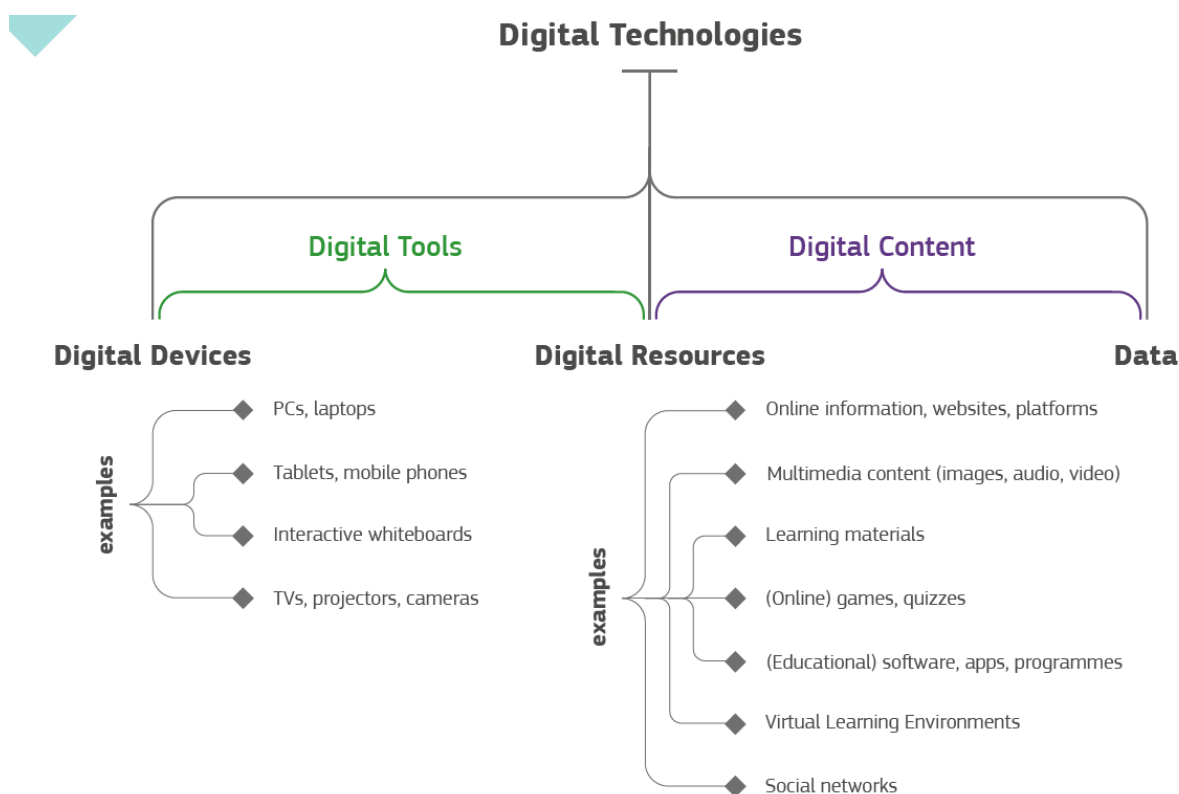 Digital Technologies
Digital Tools
Digital Content
Digital Devices
Digital Resources
Data
examples
PCs, laptops
Tablets, mobile phones
Interactive whiteboards
TVs, projectors, cameras
examples
Online information, websites, platforms
Multimedia content (images, audio, video)
Learning materials
(Online) games, quizzes
(Educational) software, apps, programmes
Virtual Learning Environments
Social networks